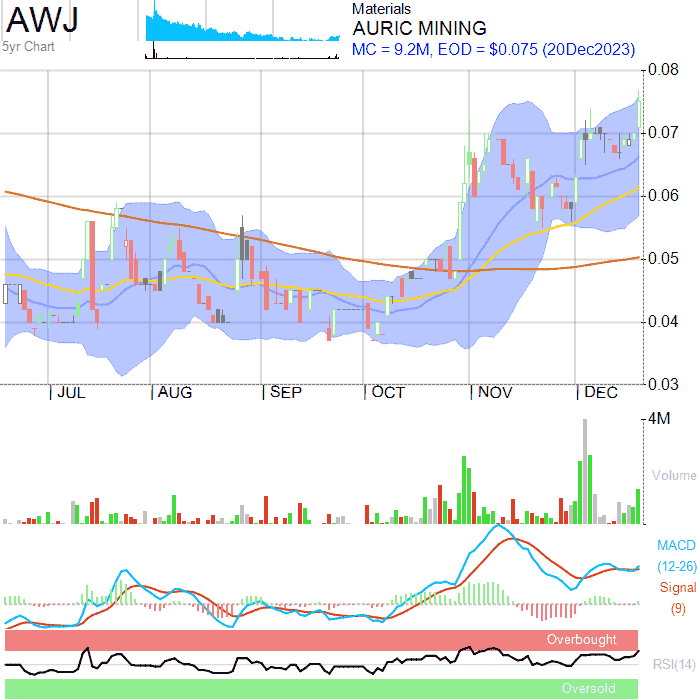 AWJ
5yr Chart
Materials
AURIC MINING
MC = 9.2M, EOD = $0.075 (20Dec2023)
0.08
0.07
0.06
0.05
0.04
0.03
JUL AUG SEP OCT NOV DEC
4M
Volume
MACD
(12-26)
Signal
(9)
Overbought
RSI(14)
Oversold